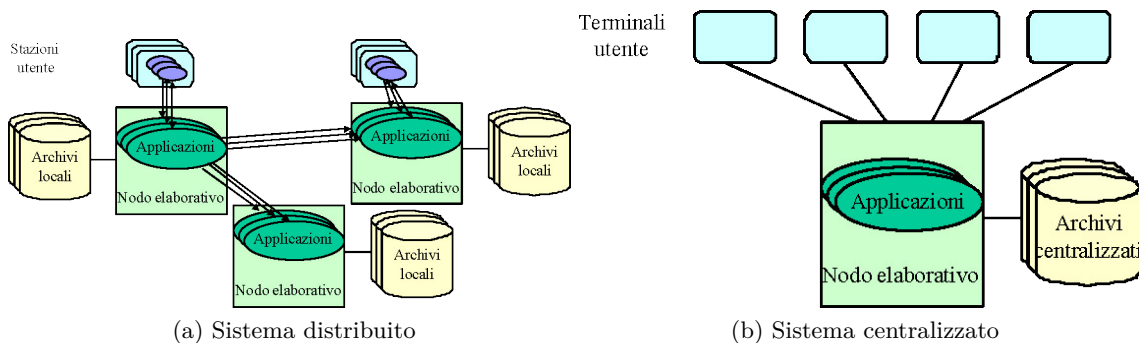 Stazioni
utente
Archivi
locali
Applicazioni
Nodo elaborativo
Applicazioni
Nodo elaborativo
Archivi
locali
Applicazioni
Nodo elaborativo
Archivi
locali
(a) Sistema distribuito
Terminali
utente
Applicazioni
Nodo elaborativo
Archivi
centralizzati
(b) Sistema centralizzato